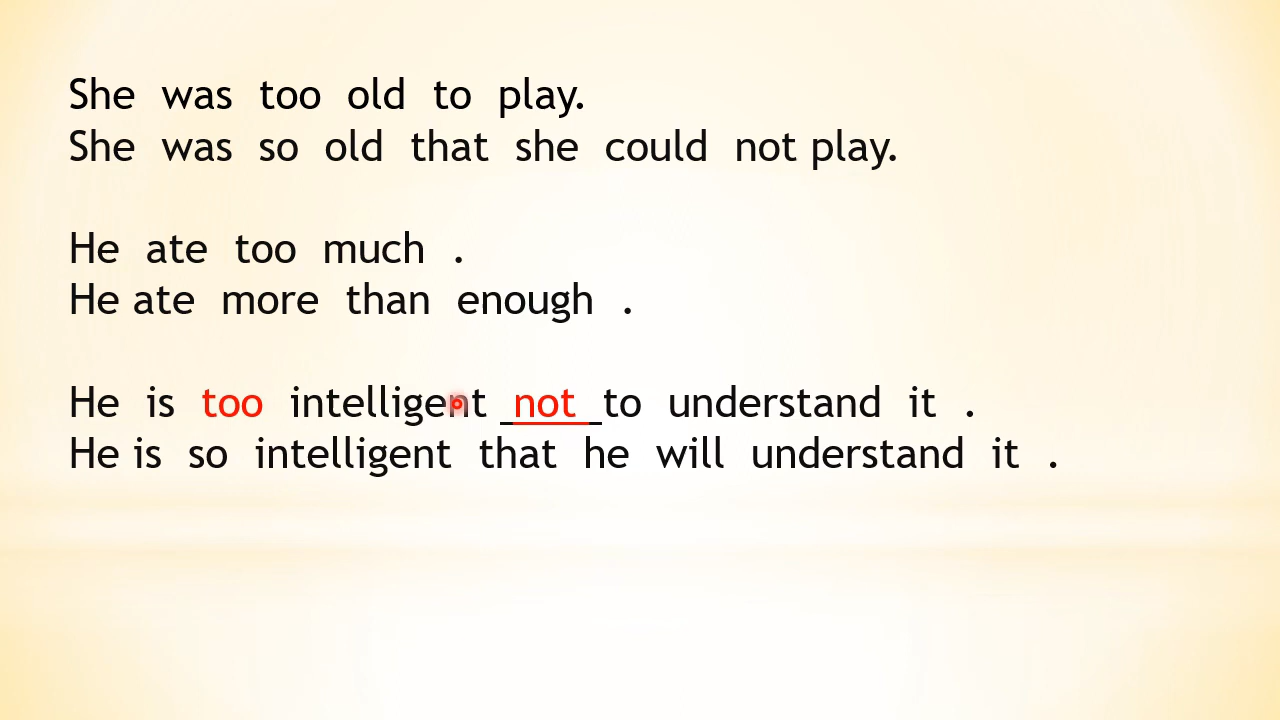 She was too old to play.
She was so old that she could not play.
He ate too much .
He ate more than enough .
He is too intelligent not to understand it .
He is so intelligent that he will understand it .